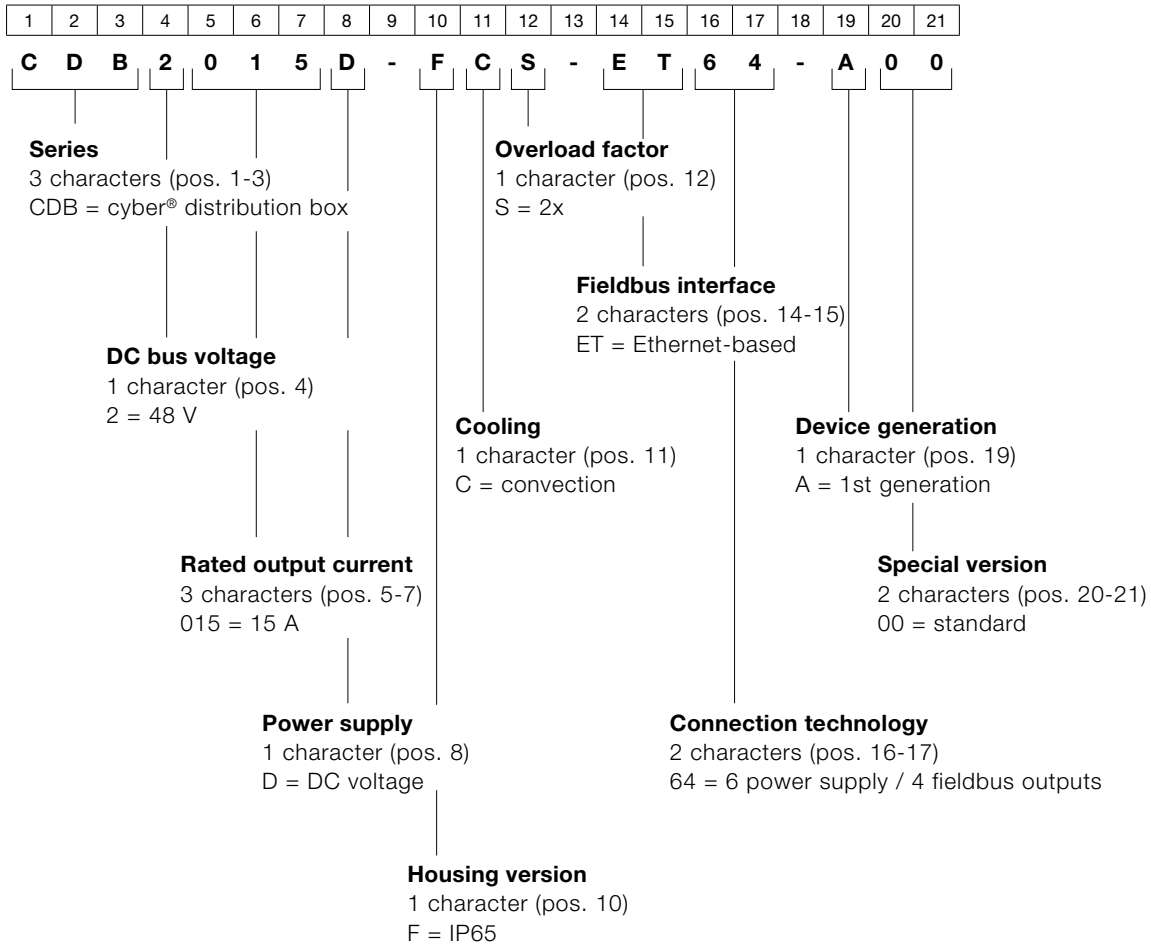 1 2 3 4 5 6 7 8 9 10 11 12 13 14 15 16 17 18 19 20 21
C D B 2 0 1 5 D - F C S - E T 6 4 - A 0 0
Series
3 characters (pos. 1-3)
CDB = cyber® distribution box
Overload factor
1 character (pos. 12)
S = 2x
Fieldbus interface
2 characters (pos. 14-15)
ET = Ethernet-based
DC bus voltage
1 character (pos. 4)
2 = 48 V
Cooling
1 character (pos. 11)
C = convection
Device generation
1 character (pos. 19)
A = 1st generation
Rated output current
3 characters (pos. 5-7)
015 = 15 A
Special version
2 characters (pos. 20-21)
00 = standard
Power supply
1 character (pos. 8)
D = DC voltage
Connection technology
2 characters (pos. 16-17)
64 = 6 power supply / 4 fieldbus outputs
Housing version
1 character (pos. 10)
F = IP65